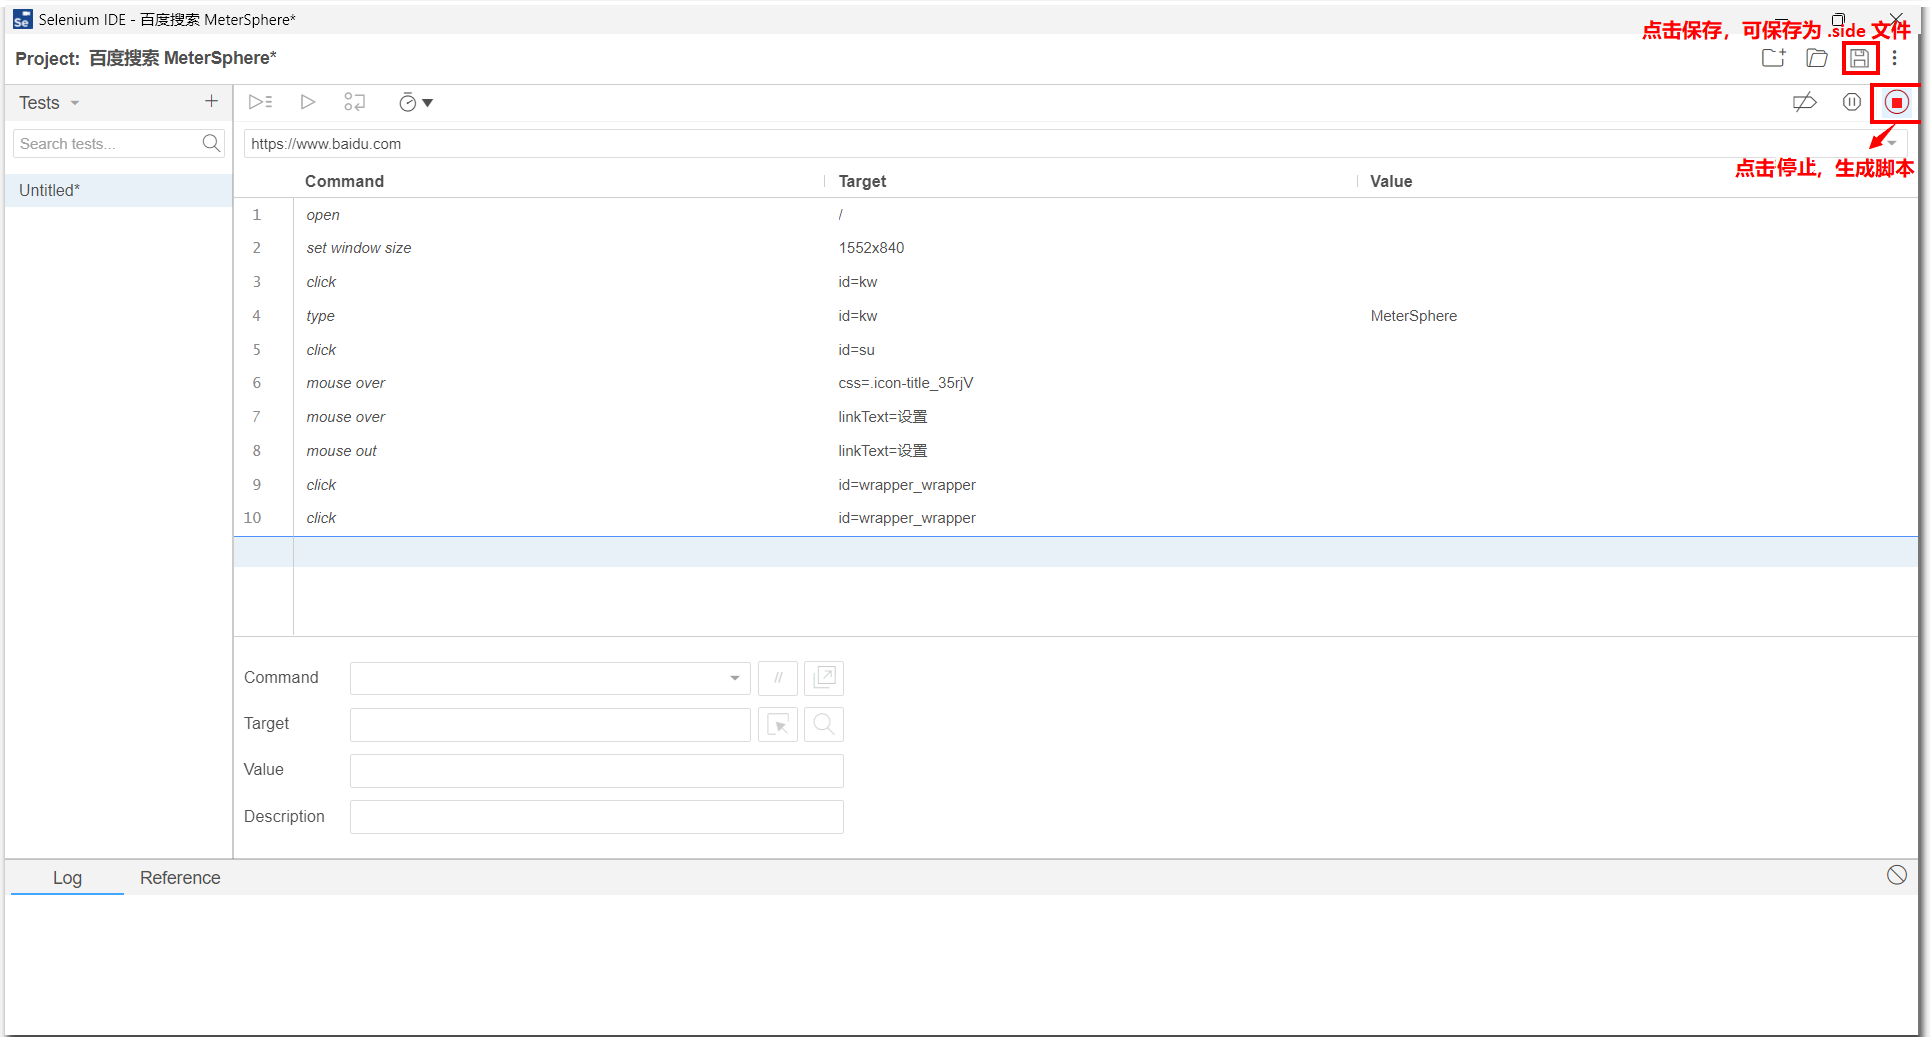 Selenium IDE - 百度搜索 MeterSphere*
点击保存，可保存为 .side 文件
Project: 百度搜索 MeterSphere*
Tests
Search tests...
https://www.baidu.com
点击停止，生成脚本
Untitled*
Command Target Value
1 open /
2 set window size 1552x840
3 click id=kw
4 type id=kw MeterSphere
5 click id=su
6 mouse over css=.icon-title_35rjV
7 mouse over linkText=设置
8 mouse out linkText=设置
9 click id=wrapper_wrapper
10 click id=wrapper_wrapper
Command //
Target
Value
Description
Log Reference